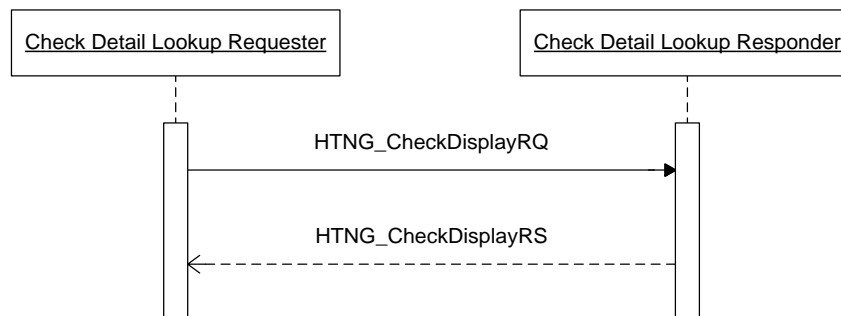 Check Detail Lookup Requester
Check Detail Lookup Responder
HTNG_CheckDisplayRQ
HTNG_CheckDisplayRS